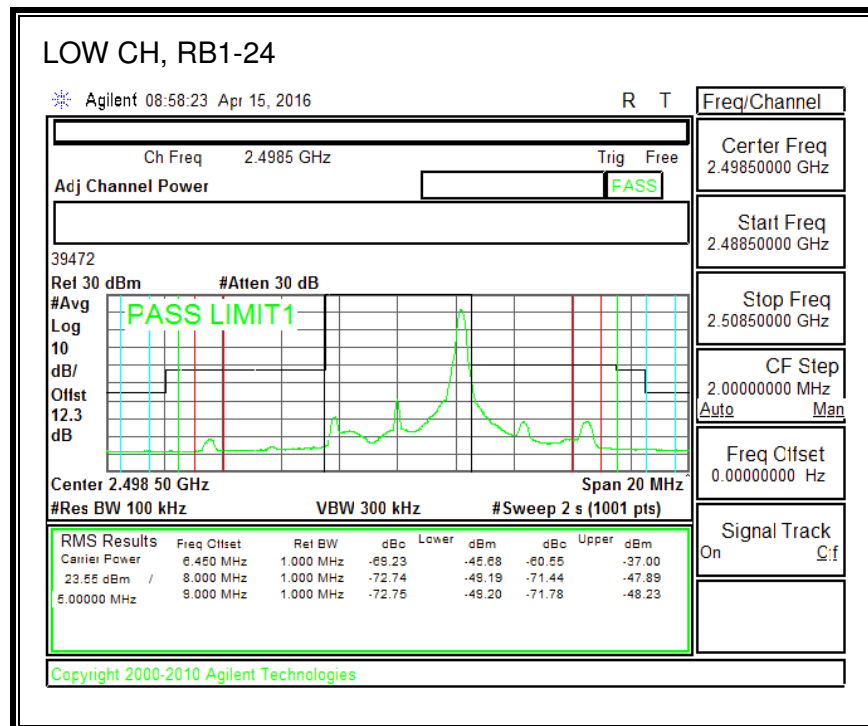 LOW CH, RB1-24
Agilent 08:58:23 Apr 15, 2016 R T
Freq/Channel
Ch Freq 2.4985 GHz Trig Free
Adj Channel Power PASS
Center Freq
2.49850000 GHz
Start Freq
2.48850000 GHz
Stop Freq
2.50850000 GHz
CF Step
2.00000000 MHz
Auto Man
Freq Offset
0.00000000 Hz
Signal Track
On Off
39472
Ref 30 dBm #Atten 30 dB
#Avg
Log
10
dB/
Offst
12.3
dB
PASS LIMIT1
Center 2.498 50 GHz Span 20 MHz
#Res BW 100 kHz VBW 300 kHz #Sweep 2 s (1001 pts)
RMS Results Freq Offset Ref BW dBc Lower dBm dBc Upper dBm
Carrier Power 6.450 MHz 1.000 MHz -69.23 -45.68 -60.55 -37.00
23.55 dBm / 8.000 MHz 1.000 MHz -72.74 -49.19 -71.44 -47.89
5.00000 MHz 9.000 MHz 1.000 MHz -72.75 -49.20 -71.78 -48.23
Copyright 2000-2010 Agilent Technologies